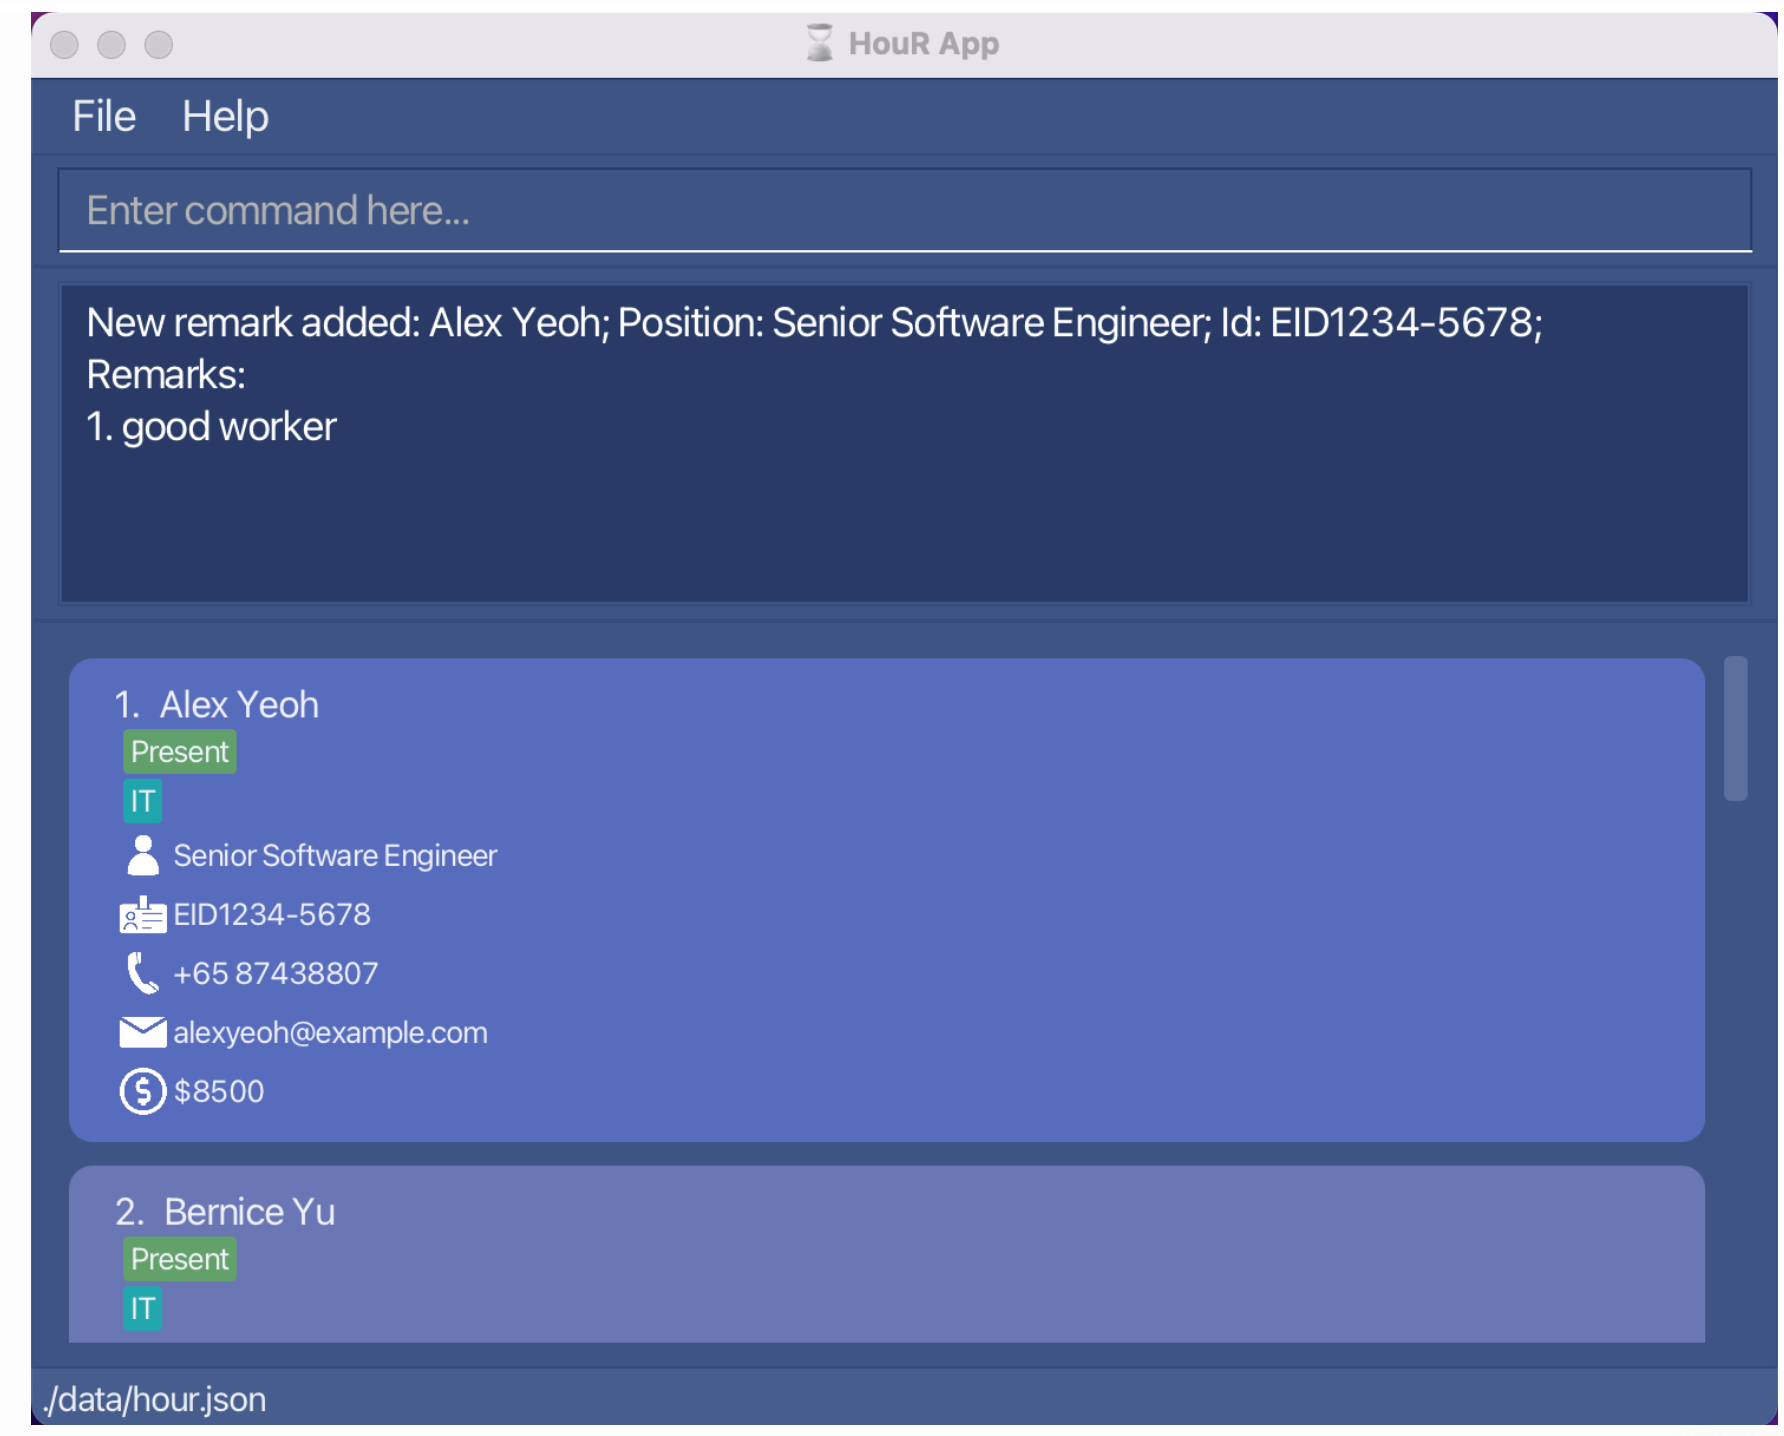 HouR App
File Help
Enter command here...
New remark added: Alex Yeoh; Position: Senior Software Engineer; Id: EID1234-5678;
Remarks:
1. good worker
1. Alex Yeoh
Present
IT
Senior Software Engineer
EID1234-5678
+65 87438807
alexyeoh@example.com
$8500
2. Bernice Yu
Present
IT
./data/hour.json